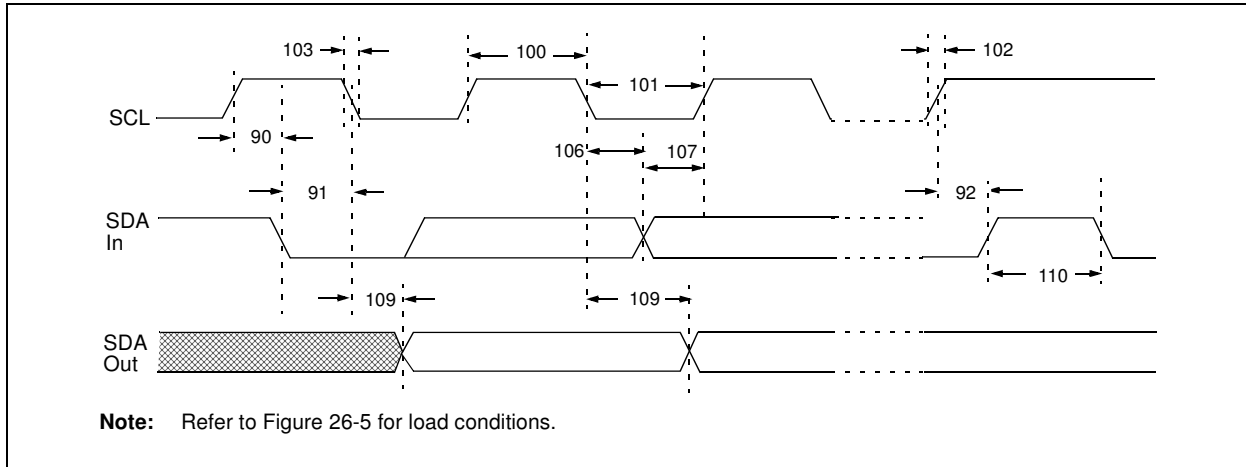 103
100
102
101
SCL
90
106
107
91
92
SDA
In
110
109
109
SDA
Out
Note: Refer to Figure 26-5 for load conditions.